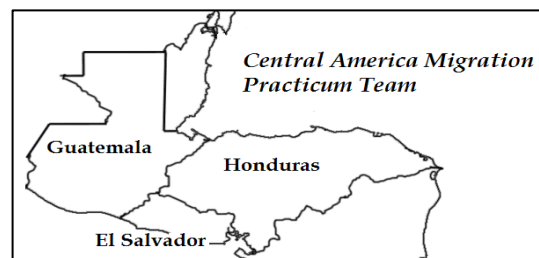 Central America Migration
Practicum Team
Guatemala
Honduras
El Salvador